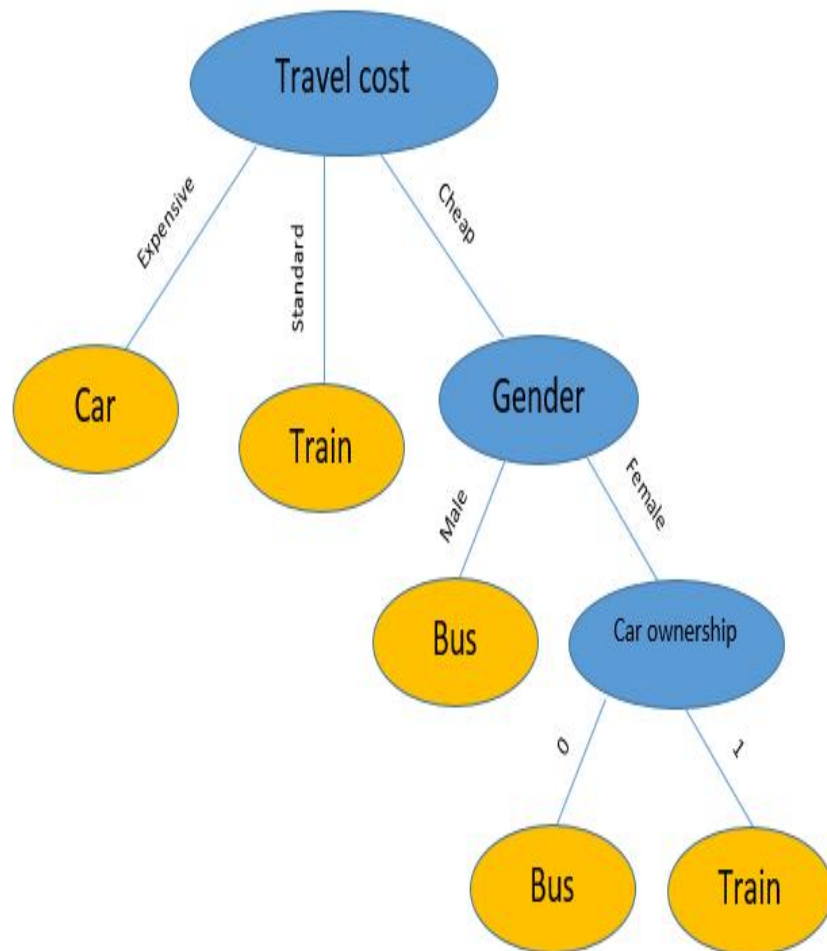 Travel cost
Expensive
Standard
Cheap
Car
Train
Gender
Male
Female
Bus
Car ownership
0
1
Bus
Train